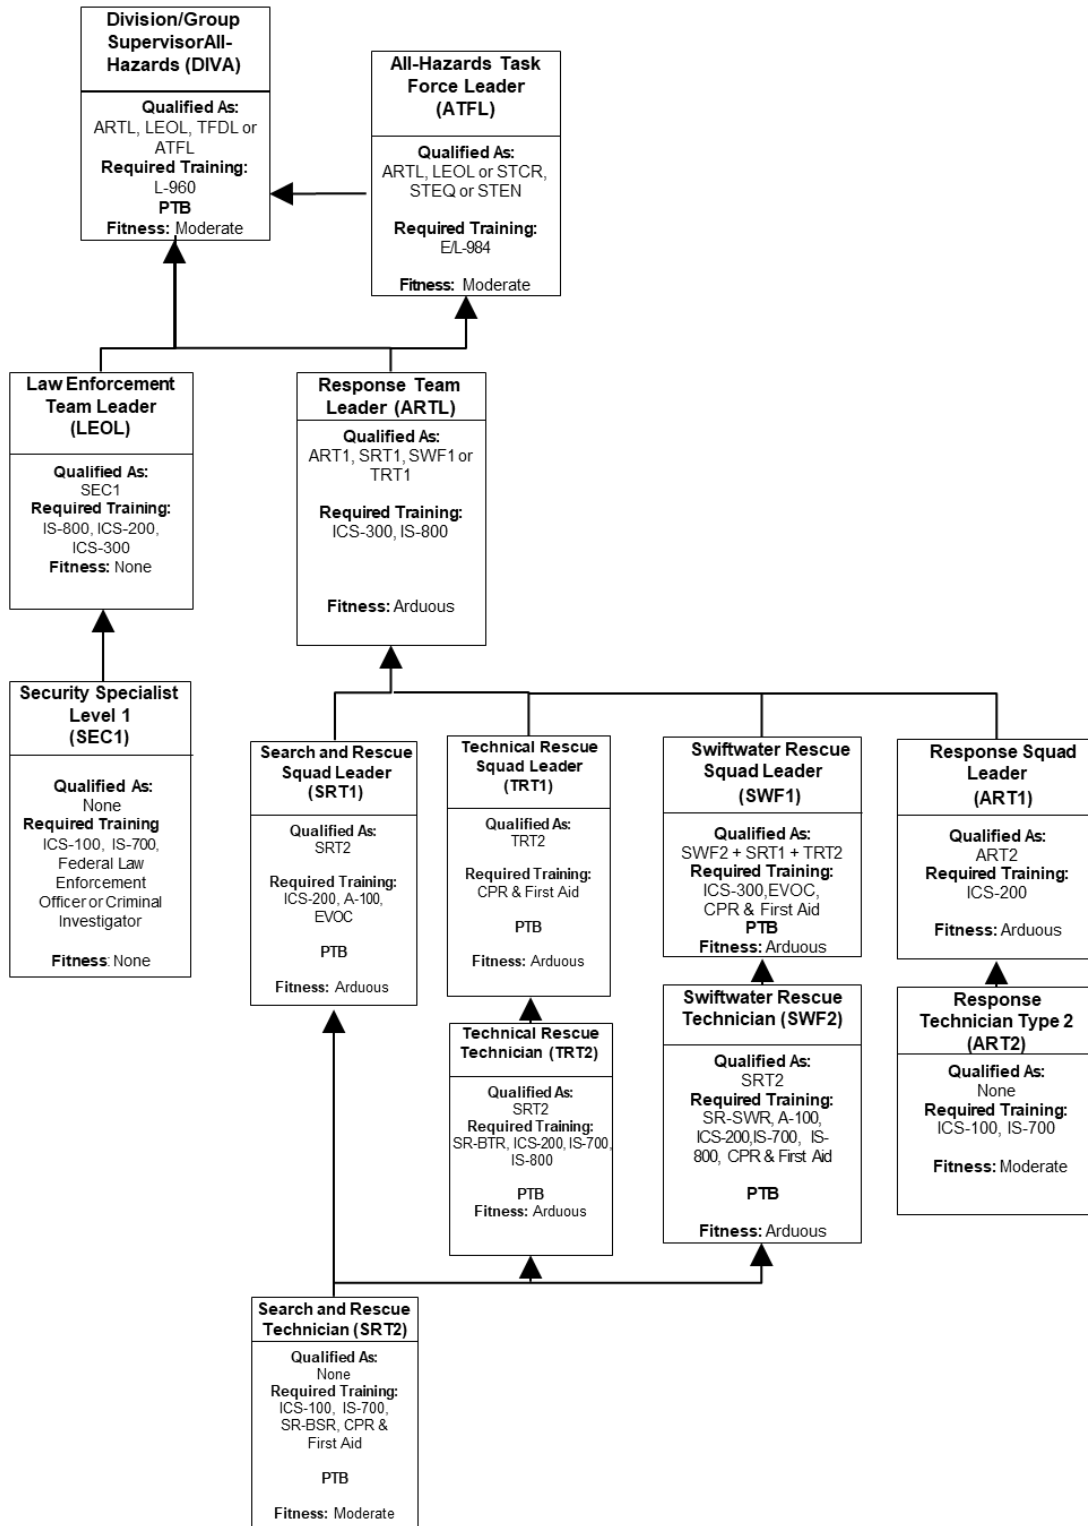 Division/Group
SupervisorAll-
Hazards (DIVA)
Qualified As:
ARTL, LEOL, TFDL or
ATFL
Required Training:
L-960
PTB
Fitness: Moderate
All-Hazards Task
Force Leader
(ATFL)
Qualified As:
ARTL, LEOL or STCR,
STEQ or STEN
Required Training:
E/L-984
Fitness: Moderate
Law Enforcement
Team Leader
(LEOL)
Qualified As:
SEC1
Required Training:
IS-800, ICS-200,
ICS-300
Fitness: None
Response Team
Leader (ARTL)
Qualified As:
ART1, SRT1, SWF1 or
TRT1
Required Training:
ICS-300, IS-800
Fitness: Arduous
Security Specialist
Level 1
(SEC1)
Qualified As:
None
Required Training
ICS-100, IS-700,
Federal Law
Enforcement
Officer or Criminal
Investigator
Fitness: None
Search and Rescue
Squad Leader
(SRT1)
Qualified As:
SRT2
Required Training:
ICS-200, A-100,
EVOC
PTB
Fitness: Arduous
Technical Rescue
Squad Leader
(TRT1)
Qualified As:
TRT2
Required Training:
CPR & First Aid
PTB
Fitness: Arduous
Swiftwater Rescue
Squad Leader
(SWF1)
Qualified As:
SWF2 + SRT1 + TRT2
Required Training:
ICS-300,EVOC,
CPR & First Aid
PTB
Fitness: Arduous
Response Squad
Leader
(ART1)
Qualified As:
ART2
Required Training:
ICS-200
Fitness: Arduous
Technical Rescue
Technician (TRT2)
Qualified As:
SRT2
Required Training:
SR-BTR, ICS-200,IS-700,
IS-800
PTB
Fitness: Arduous
Swiftwater Rescue
Technician (SWF2)
Qualified As:
SRT2
Required Training:
SR-SWR, A-100,
ICS-200,IS-700, IS-
800, CPR & First Aid
PTB
Fitness: Arduous
Response
Technician Type 2
(ART2)
Qualified As:
None
Required Training:
ICS-100, IS-700
Fitness: Moderate
Search and Rescue
Technician (SRT2)
Qualified As:
None
Required Training:
ICS-100, IS-700,
SR-BSR, CPR &
First Aid
PTB
Fitness: Moderate